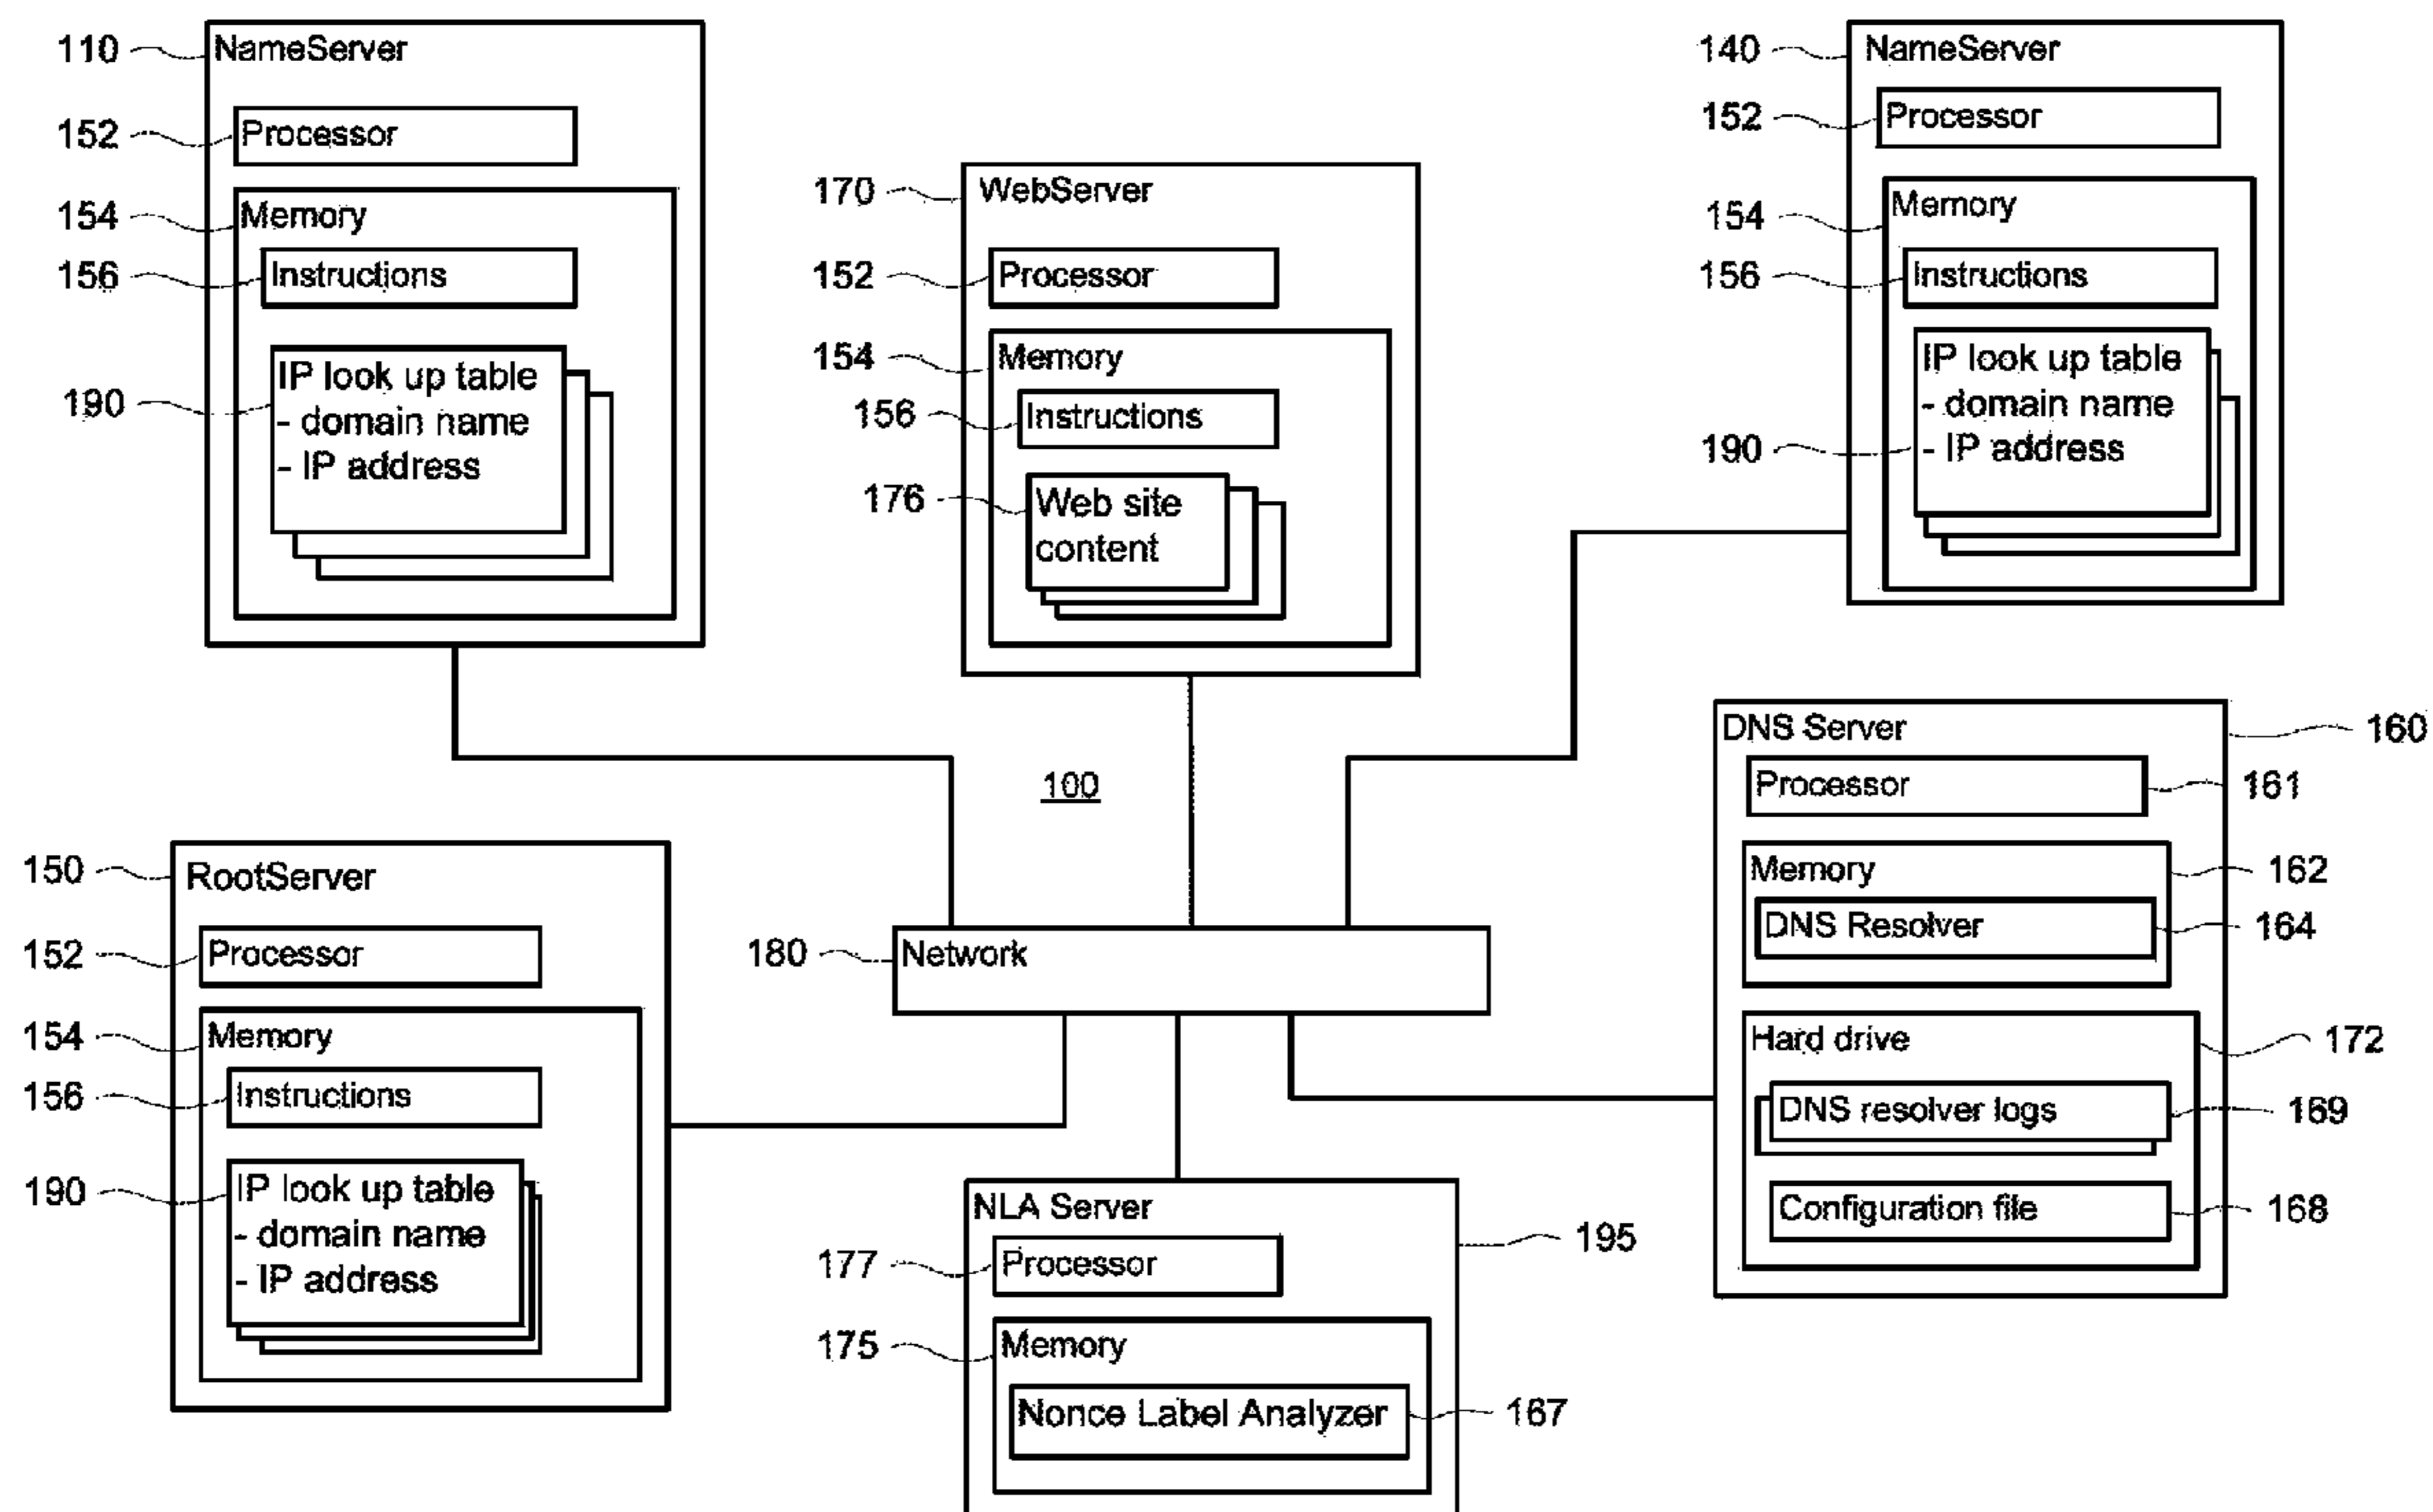 110
NameServer
152
Processor
154
Memory
156
Instructions
190
IP look up table
- domain name
- IP address
170
WebServer
152
Processor
154
Memory
156
Instructions
176
Web site
content
140
NameServer
152
Processor
154
Memory
156
Instructions
190
IP look up table
- domain name
- IP address
100
180
Network
150
RootServer
152
Processor
154
Memory
156
Instructions
190
IP look up table
- domain name
- IP address
NLA Server
195
177
Processor
175
Memory
Nonce Label Analyzer
167
DNS Server
160
Processor
161
Memory
162
DNS Resolver
164
Hard drive
172
DNS resolver logs
169
Configuration file
168